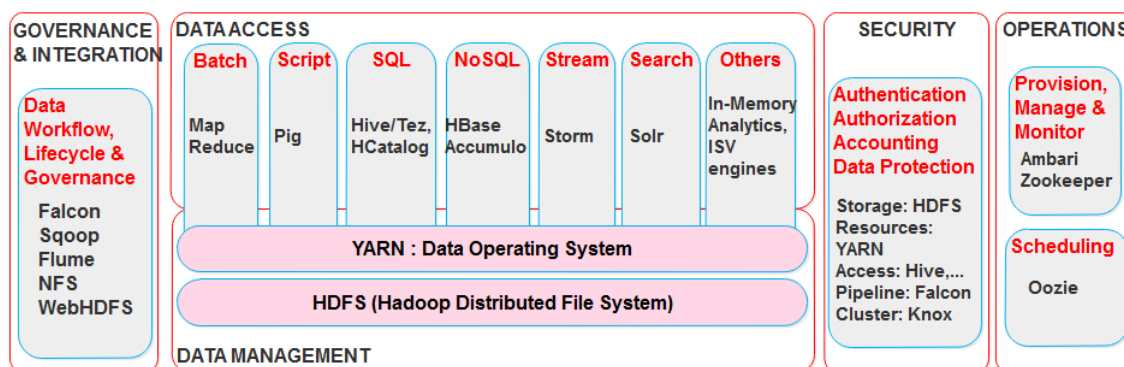 GOVERNANCE
& INTEGRATION
Data
Workflow,
Lifecycle &
Governance
Falcon
Sqoop
Flume
NFS
WebHDFS
DATA ACCESS
Batch
Map
Reduce
Script
Pig
SQL
Hive/Tez,
HCatalog
NoSQL
HBase
Accumulo
Stream
Storm
Search
Solr
Others
In-Memory
Analytics,
ISV
engines
YARN : Data Operating System
HDFS (Hadoop Distributed File System)
DATA MANAGEMENT
SECURITY
Authentication
Authorization
Accounting
Data Protection
Storage: HDFS
Resources:
YARN
Access: Hive,...
Pipeline: Falcon
Cluster: Knox
OPERATIONS
Provision,
Manage &
Monitor
Ambari
Zookeeper
Scheduling
Oozie